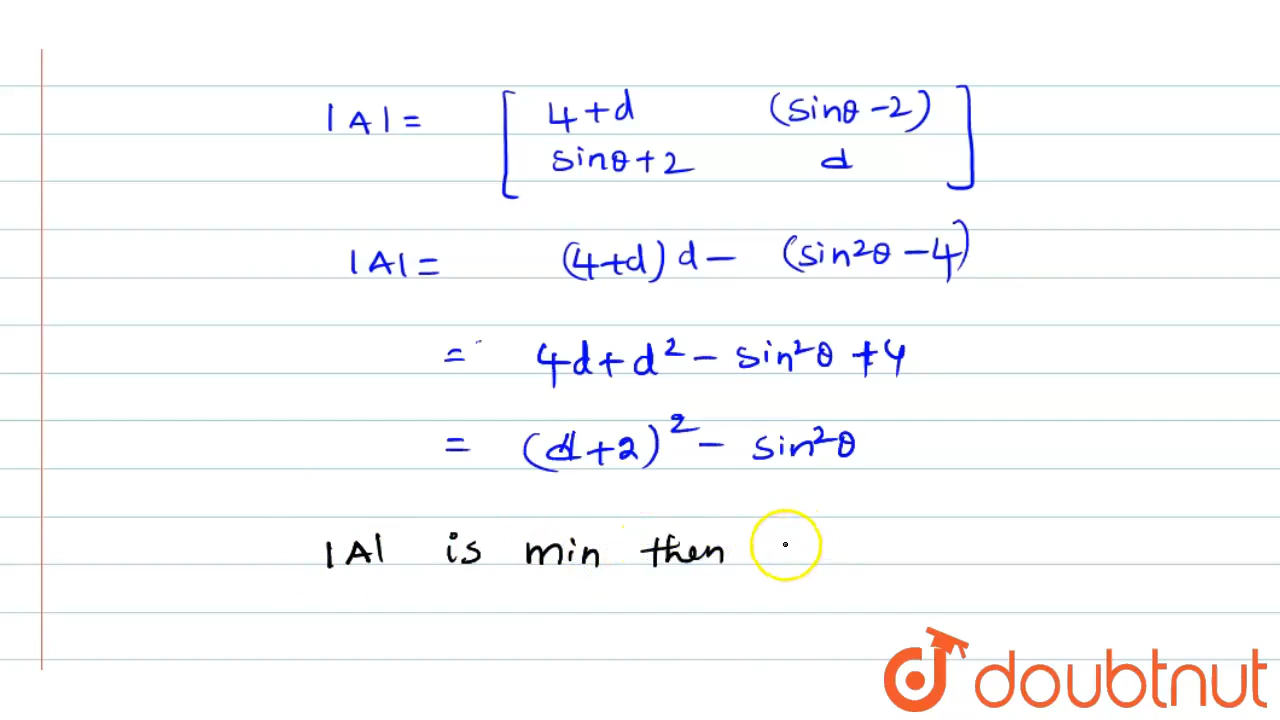 |A| = [ 4+d (sinθ-2)
sinθ+2 d ]
|A| = (4+d) d - (sin²θ-4)
= 4d+d² - sin²θ +4
= (d+2)² - sin²θ
|A| is min then
doubtnut